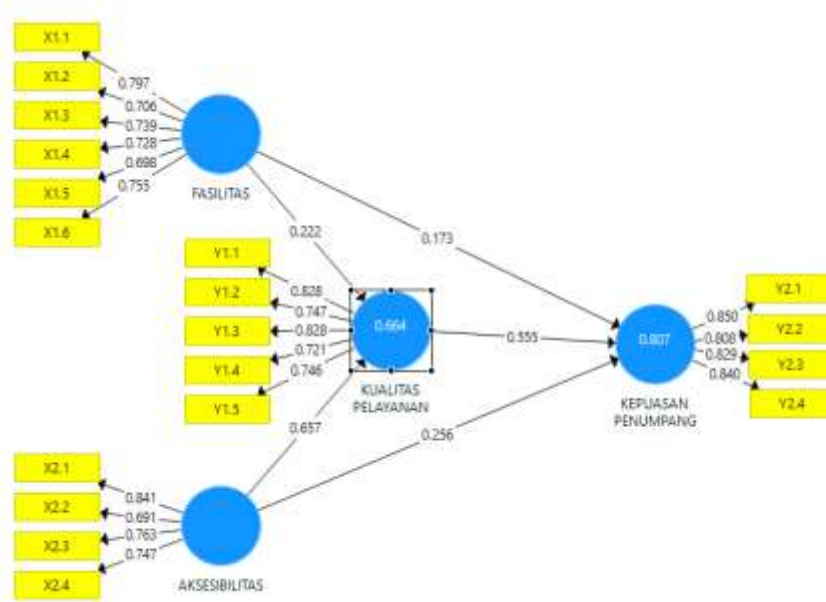 X1.1
X1.2
X1.3
X1.4
X1.5
X1.6
0.797
0.706
0.739
0.728
0.698
0.755
FASILITAS
0.222
0.173
Y1.1
Y1.2
Y1.3
Y1.4
Y1.5
0.828
0.747
0.828
0.721
0.746
0.664
KUALITAS
PELAYANAN
0.555
0.807
KEPUASAN
PENUMPANG
0.850
0.808
0.829
0.840
Y2.1
Y2.2
Y2.3
Y2.4
0.657
0.256
X2.1
X2.2
X2.3
X2.4
0.841
0.691
0.763
0.747
AKSESIBILITAS